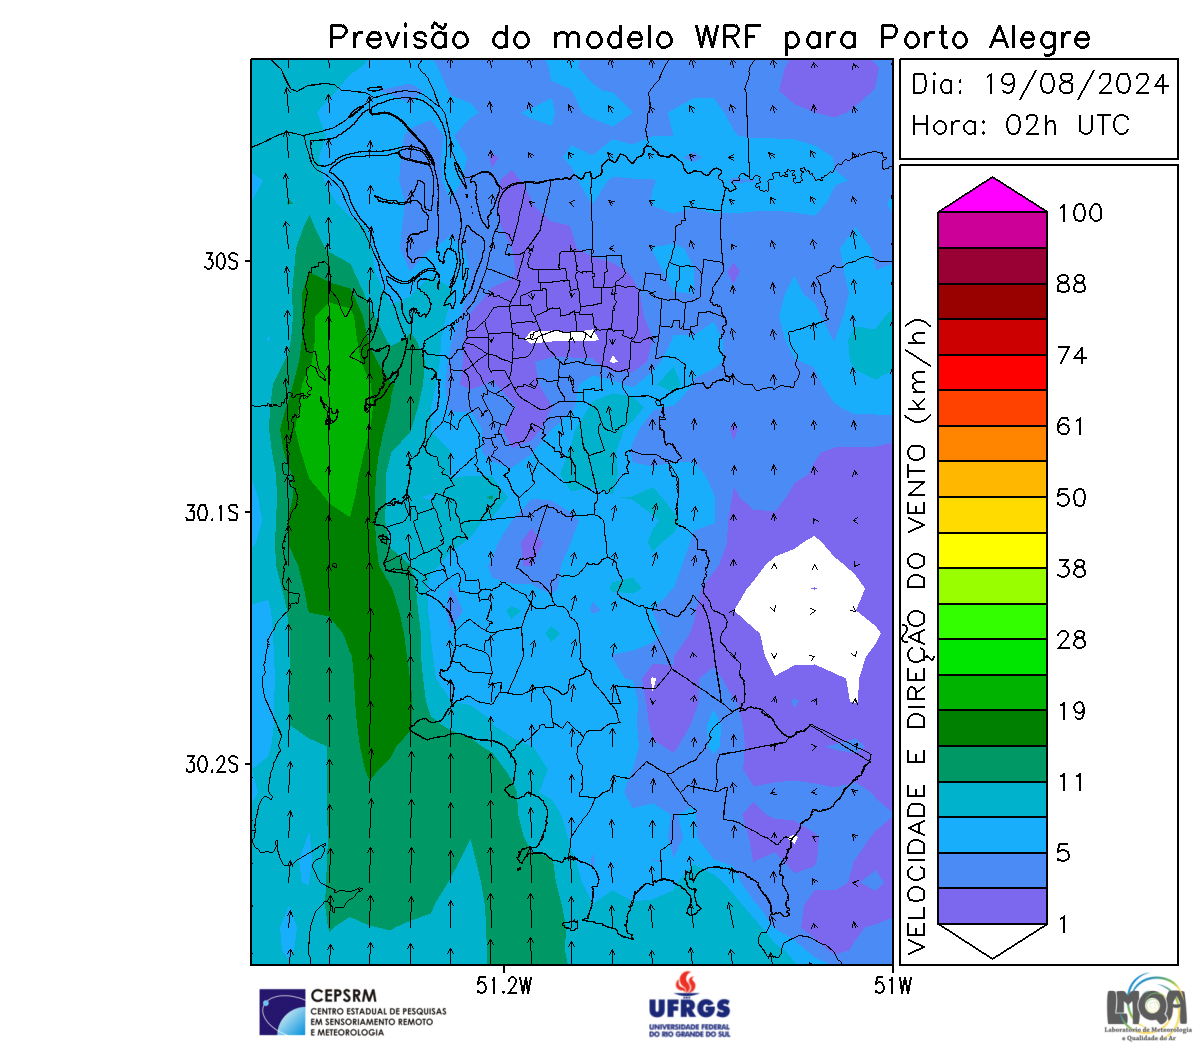 Previsão do modelo WRF para Porto Alegre
Dia: 19/08/2024
Hora: 02h UTC
30S
30.1S
30.2S
51.2W
51W
VELOCIDADE E DIREÇÃO DO VENTO (km/h)
100
88
74
61
50
38
28
19
11
5
1
CEPSRM
CENTRO ESTADUAL DE PESQUISAS
EM SENSORIAMENTO REMOTO
E METEOROLOGIA
UFRGS
UNIVERSIDADE FEDERAL
DO RIO GRANDE DO SUL
LMQA
Laboratório de Meteorologia
e Qualidade do Ar